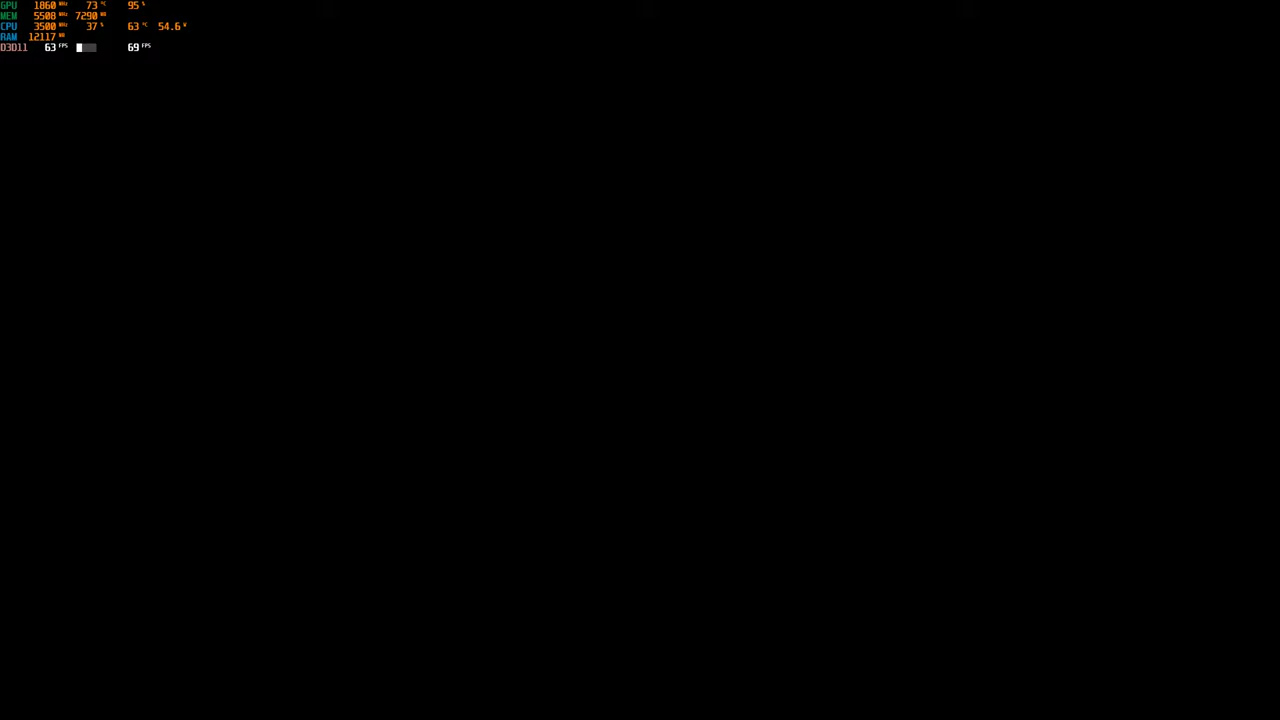 GPU 1860 MHz 73 °C 95 %
MEM 5508 MHz 7290 MB
CPU 3500 MHz 37 % 63 °C 54.6 W
RAM 12117 MB
D3D11 63 FPS 69 FPS